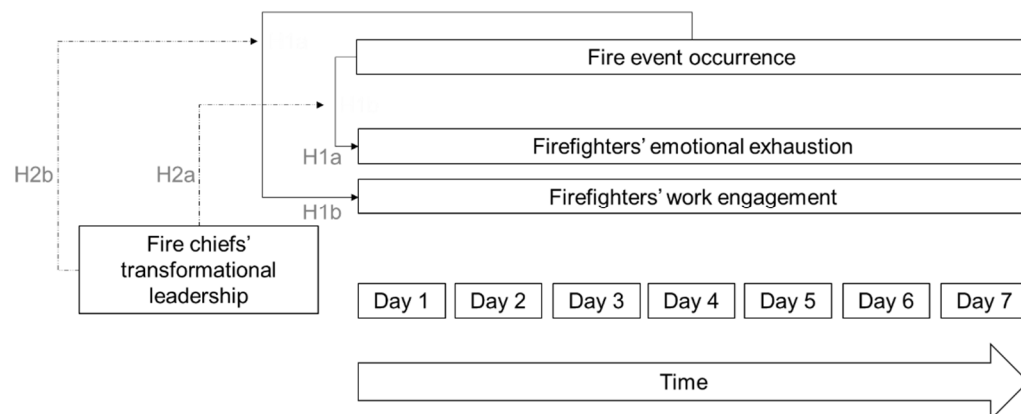 Fire event occurrence
Firefighters’ emotional exhaustion
H1a
H2b
H2a
Firefighters’ work engagement
H1b
Fire chiefs’
transformational
leadership
Day 1
Day 2
Day 3
Day 4
Day 5
Day 6
Day 7
Time